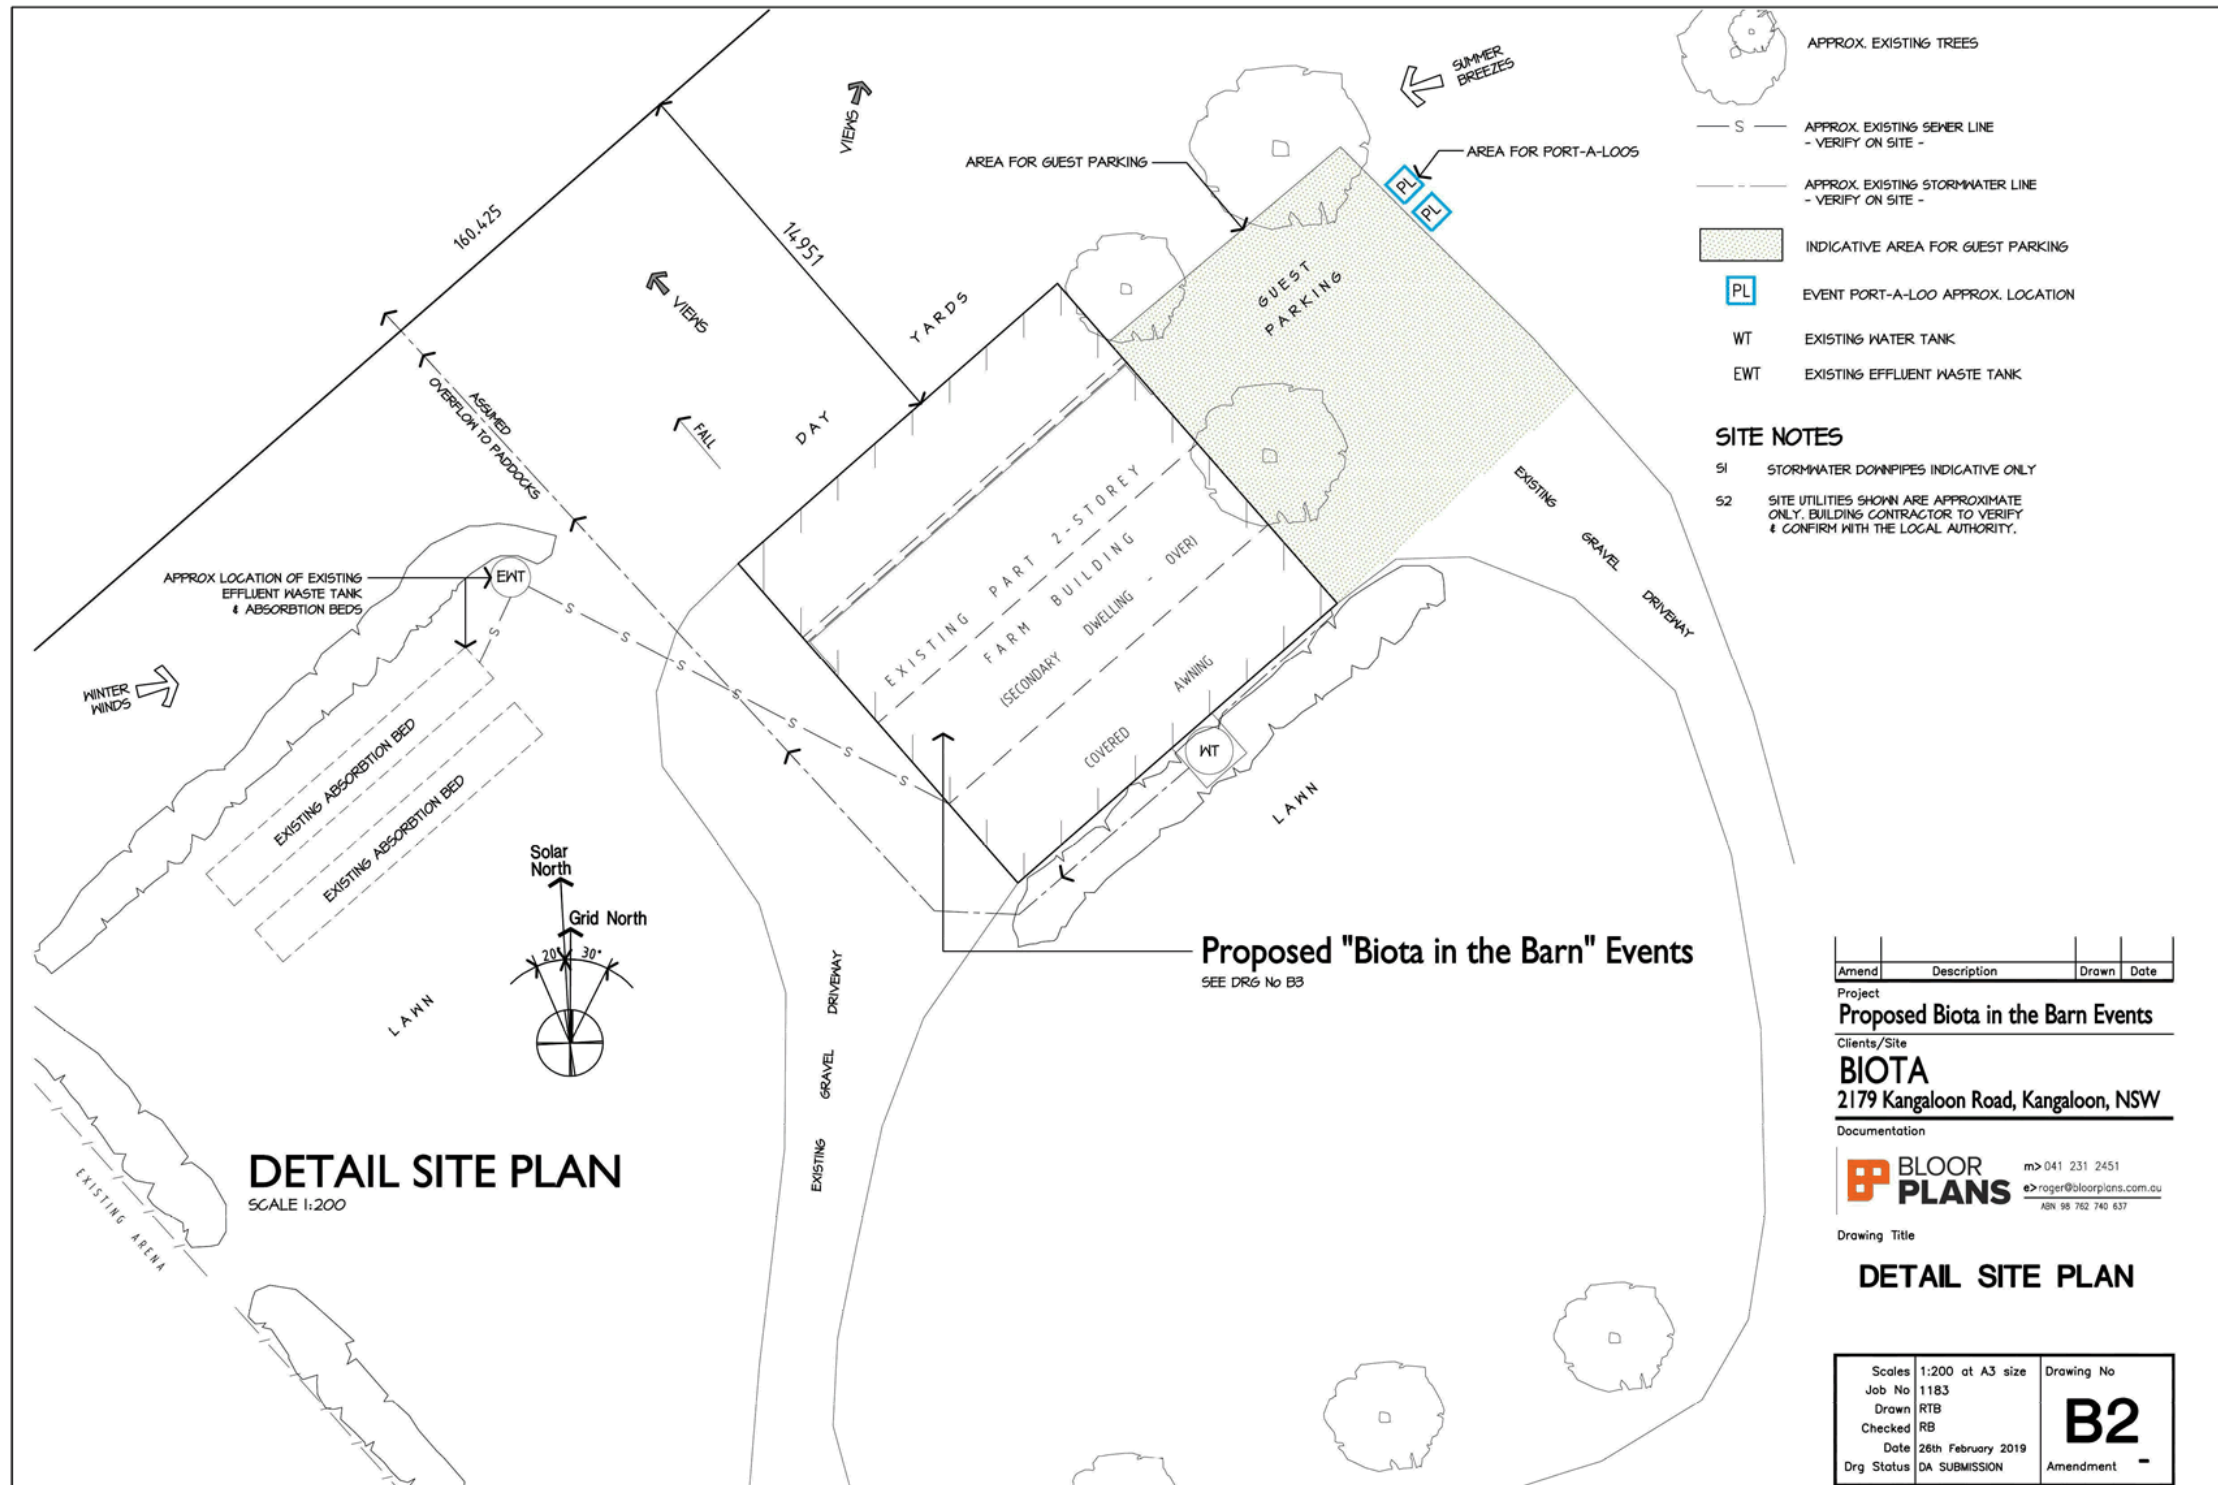 SUMMER
BREEZES
VIEWS
AREA FOR GUEST PARKING
AREA FOR PORT-A-LOOS
PL
PL
160.425
14951
VIEWS
GUEST
PARKING
DAY YARDS
ASSUMED
OVERFLOW TO PADDOCKS
FALL
EXISTING PART 2-STOREY
FARM BUILDING
(SECONDARY DWELLING - OVER)
COVERED AWNING
EXISTING GRAVEL DRIVEWAY
APPROX LOCATION OF EXISTING
EFFLUENT WASTE TANK
& ABSORBTION BEDS
EWT
S
S
S
S
S
S
S
S
WINTER
WINDS
EXISTING ABSORBTION BED
EXISTING ABSORBTION BED
WT
LAWN
Solar
North
Grid North
20°
30°
LAWN
Proposed "Biota in the Barn" Events
SEE DRG No B3
EXISTING GRAVEL DRIVEWAY
EXISTING ARENA
DETAIL SITE PLAN
SCALE 1:200
APPROX. EXISTING TREES
S
APPROX. EXISTING SEWER LINE
- VERIFY ON SITE -
APPROX. EXISTING STORMWATER LINE
- VERIFY ON SITE -
INDICATIVE AREA FOR GUEST PARKING
PL
EVENT PORT-A-LOO APPROX. LOCATION
WT
EXISTING WATER TANK
EWT
EXISTING EFFLUENT WASTE TANK
SITE NOTES
S1 STORMWATER DOWNPIPES INDICATIVE ONLY
S2 SITE UTILITIES SHOWN ARE APPROXIMATE
ONLY. BUILDING CONTRACTOR TO VERIFY
& CONFIRM WITH THE LOCAL AUTHORITY.
Amend Description Drawn Date
Project
Proposed Biota in the Barn Events
Clients/Site
BIOTA
2179 Kangaloon Road, Kangaloon, NSW
Documentation
BP
BLOOR
PLANS
m> 041 231 2451
e> roger@bloorplans.com.au
ABN 98 762 740 637
Drawing Title
DETAIL SITE PLAN
Scales 1:200 at A3 size
Job No 1183
Drawn RTB
Checked RB
Date 26th February 2019
Drg Status DA SUBMISSION
Drawing No
B2
Amendment -